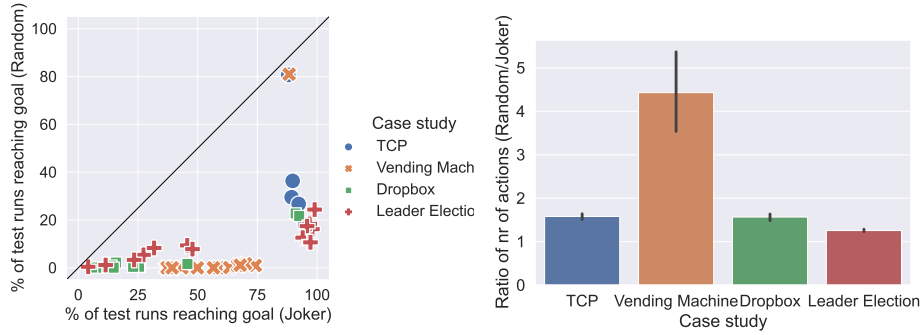 % of test runs reaching goal (Random)
100
80
60
40
20
0
0 25 50 75 100
% of test runs reaching goal (Joker)
Case study
TCP
Vending Mach
Dropbox
Leader Electio
Ratio of nr of actions (Random/Joker)
5
4
3
2
1
0
TCP Vending Machine Dropbox Leader Election
Case study